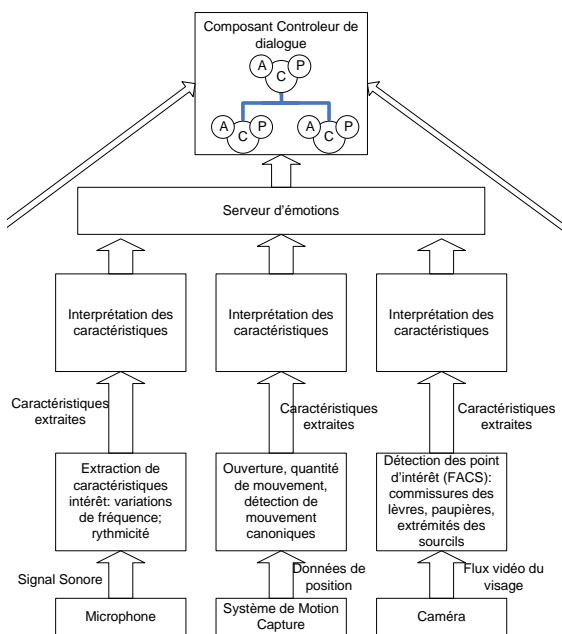 Composant Controleur de
dialogue
A
P
C
A
P
C
A
P
C
Serveur d'émotions
Interprétation des
caractéristiques
Interprétation des
caractéristiques
Interprétation des
caractéristiques
Caractéristiques
extraites
Caractéristiques
extraites
Caractéristiques
extraites
Extraction de
caractéristiques
intérêt: variations
de fréquence;
rythmicité
Ouverture, quantité
de mouvement,
détection de
mouvement
canoniques
Détection des point
d'intérêt (FACS):
commissures des
lèvres, paupières,
extrémités des
sourcils
Signal Sonore
Données de
position
Flux vidéo du
visage
Microphone
Système de Motion
Capture
Caméra